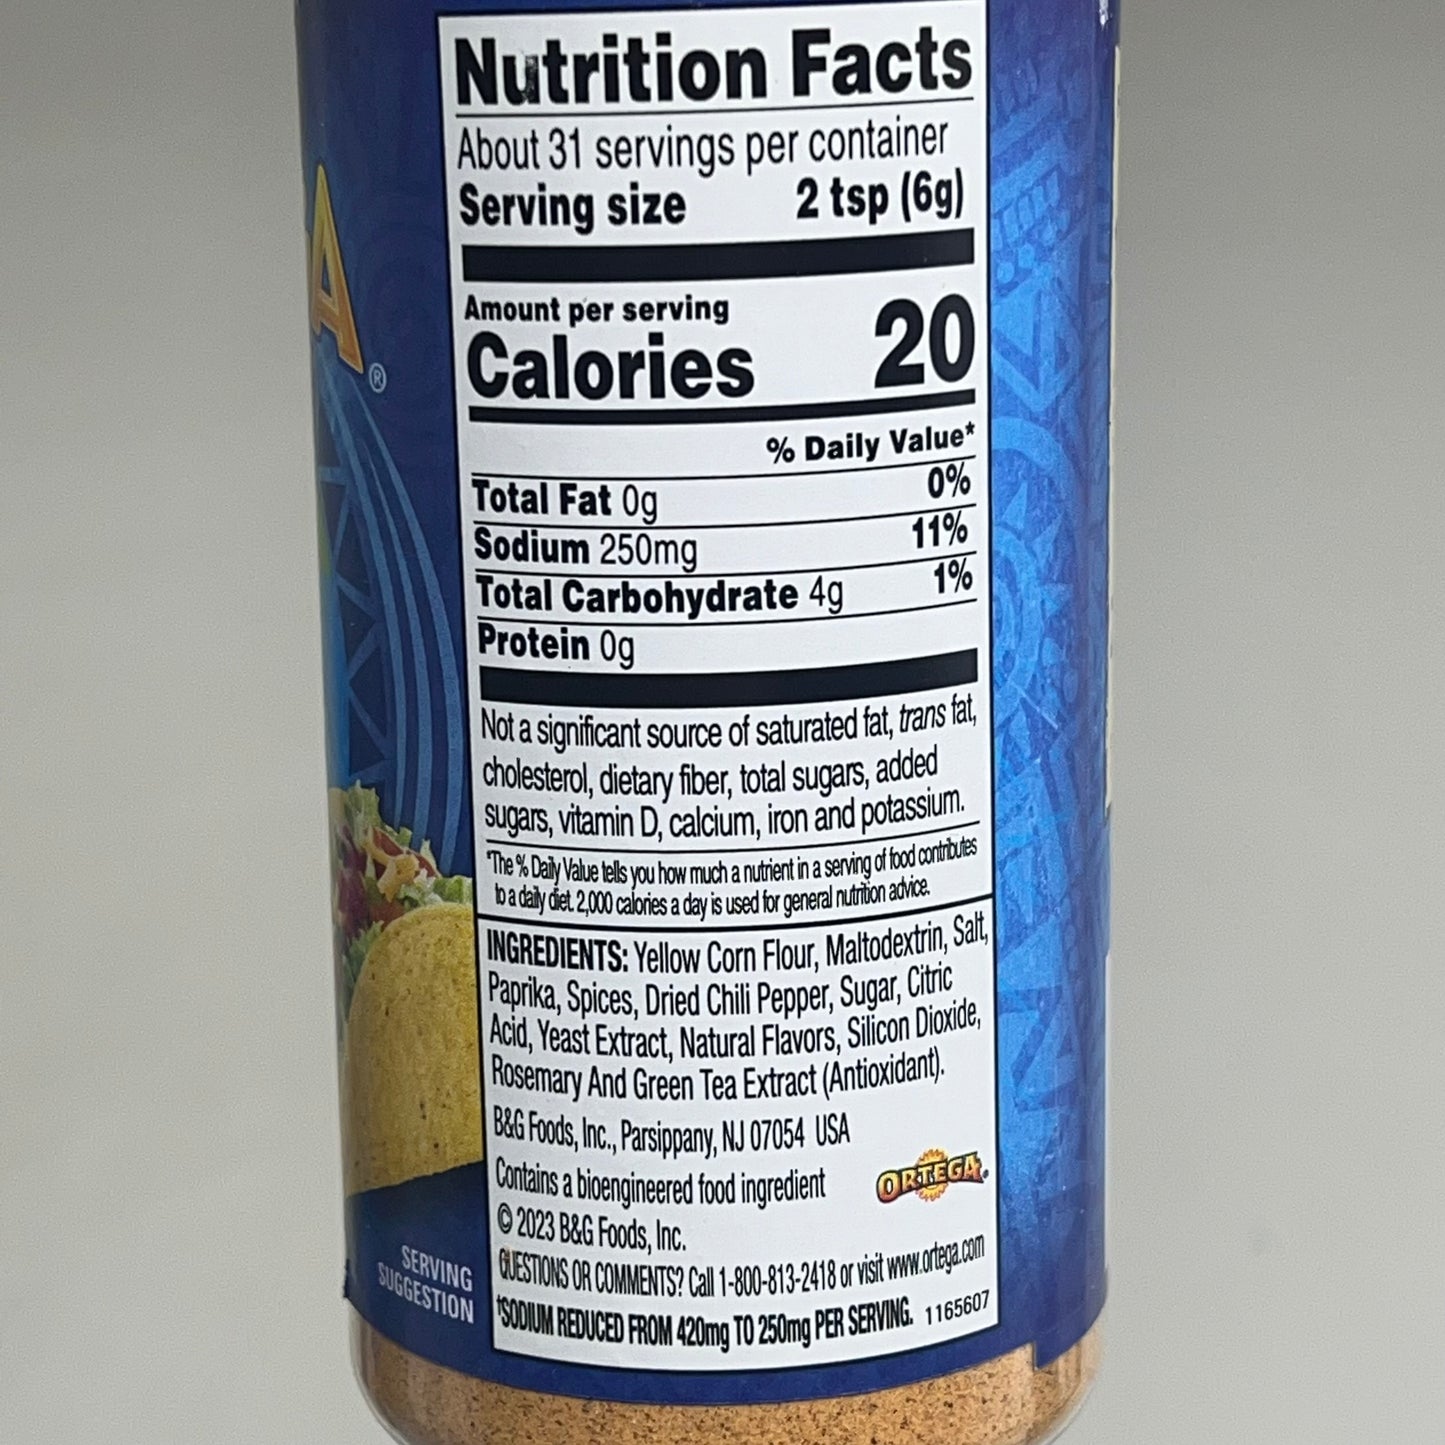 Nutrition Facts
About 31 servings per container
Serving size 2 tsp (6g)
Amount per serving
Calories 20
% Daily Value*
Total Fat 0g 0%
Sodium 250mg 11%
Total Carbohydrate 4g 1%
Protein 0g
Not a significant source of saturated fat, trans fat,
cholesterol, dietary fiber, total sugars, added
sugars, vitamin D, calcium, iron and potassium.
*The % Daily Value tells you how much a nutrient in a serving of food contributes
to a daily diet. 2,000 calories a day is used for general nutrition advice.
INGREDIENTS: Yellow Corn Flour, Maltodextrin, Salt,
Paprika, Spices, Dried Chili Pepper, Sugar, Citric
Acid, Yeast Extract, Natural Flavors, Silicon Dioxide,
Rosemary And Green Tea Extract (Antioxidant).
B&G Foods, Inc., Parsippany, NJ 07054 USA
Contains a bioengineered food ingredient
ORTEGA®
© 2023 B&G Foods, Inc.
QUESTIONS OR COMMENTS? Call 1-800-813-2418 or visit www.ortega.com
†SODIUM REDUCED FROM 420mg TO 250mg PER SERVING. 1165607
A®
SERVING
SUGGESTION